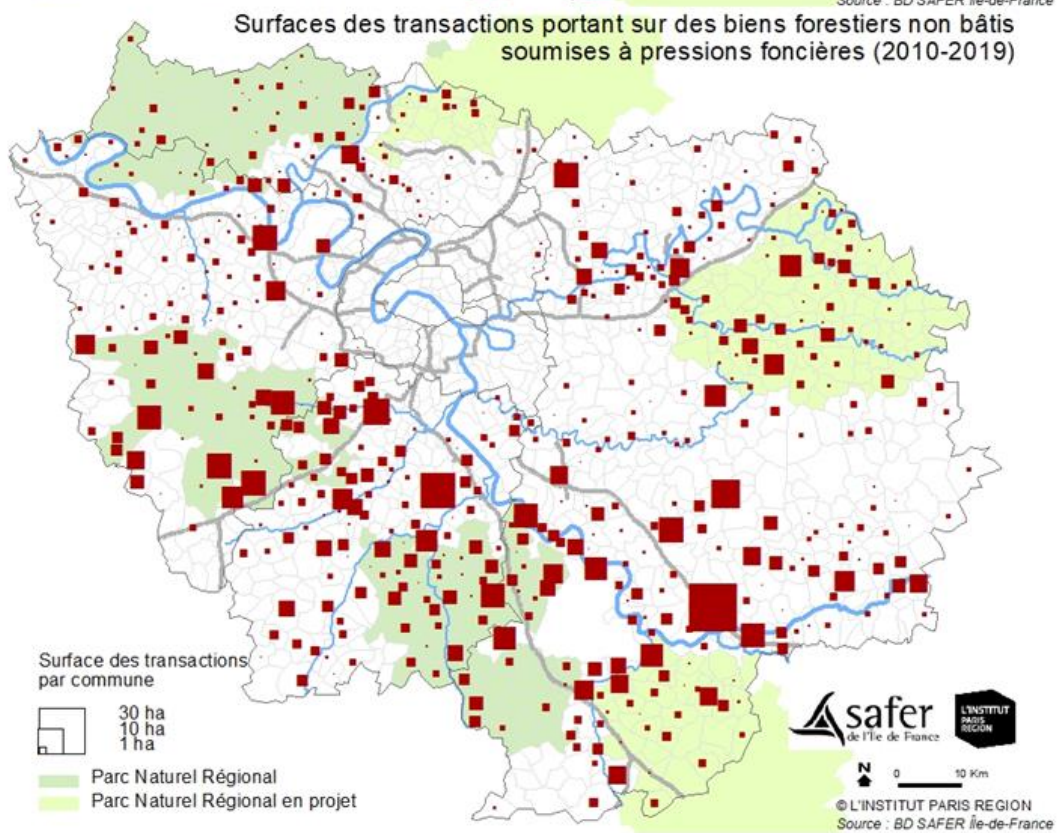 Source : BD SAFER Île-de-France
Surfaces des transactions portant sur des biens forestiers non bâtis
soumises à pressions foncières (2010-2019)
Surface des transactions
par commune
30 ha
10 ha
1 ha
Parc Naturel Régional
Parc Naturel Régional en projet
safer
de l'Ile de France
L'INSTITUT
PARIS
REGION
N
0 10 Km
© L'INSTITUT PARIS REGION
Source : BD SAFER Île-de-France